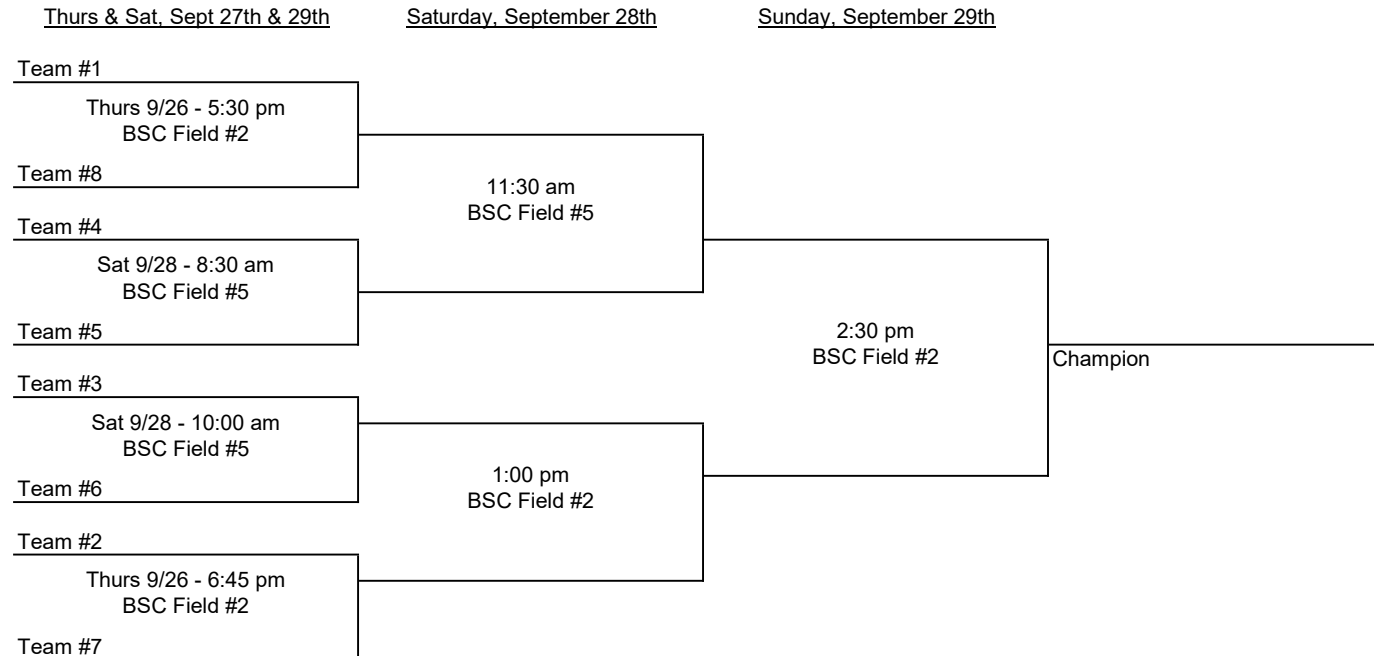 Thurs & Sat, Sept 27th & 29th
Saturday, September 28th
Sunday, September 29th
Team #1
Thurs 9/26 - 5:30 pm
BSC Field #2
Team #8
11:30 am
BSC Field #5
Team #4
Sat 9/28 - 8:30 am
BSC Field #5
Team #5
2:30 pm
BSC Field #2
Champion
Team #3
Sat 9/28 - 10:00 am
BSC Field #5
Team #6
1:00 pm
BSC Field #2
Team #2
Thurs 9/26 - 6:45 pm
BSC Field #2
Team #7